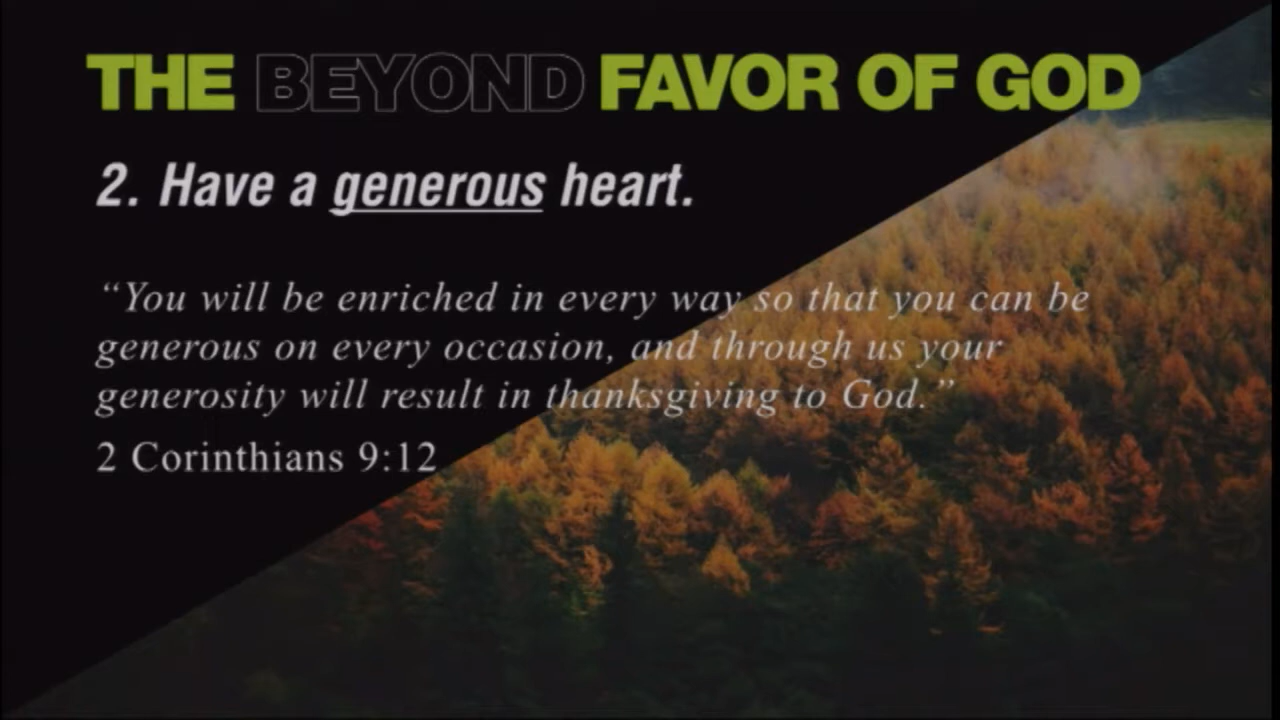 THE BEYOND FAVOR OF GOD
2. Have a generous heart.
“You will be enriched in every way so that you can be
generous on every occasion, and through us your
generosity will result in thanksgiving to God.”
2 Corinthians 9:12